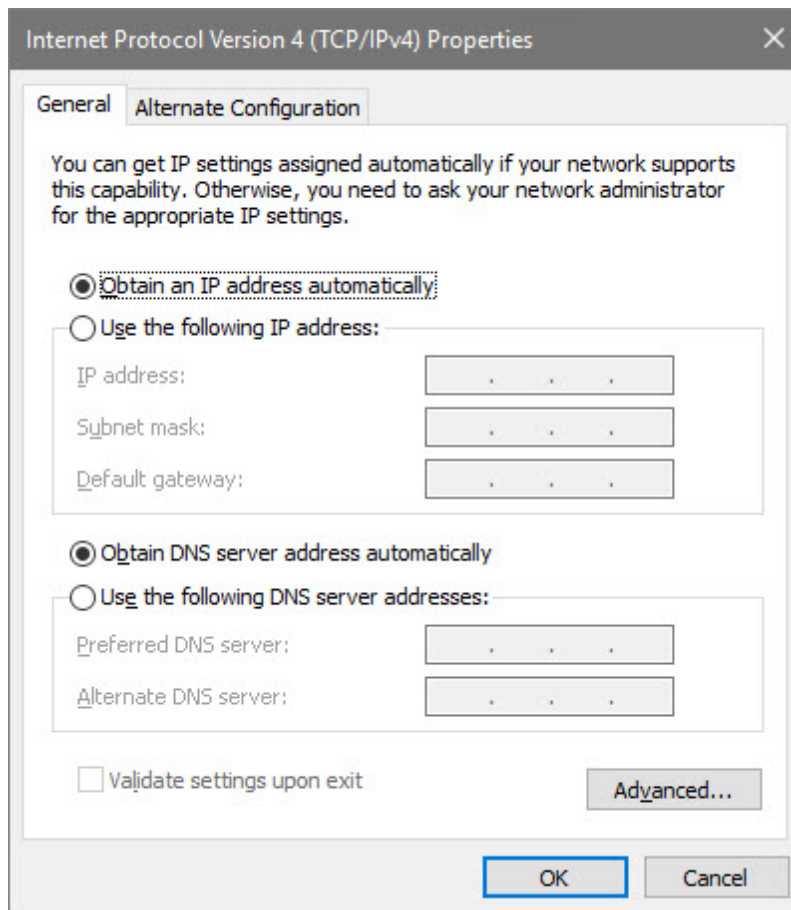 Internet Protocol Version 4 (TCP/IPv4) Properties
General
Alternate Configuration
You can get IP settings assigned automatically if your network supports
this capability. Otherwise, you need to ask your network administrator
for the appropriate IP settings.
Obtain an IP address automatically
Use the following IP address:
IP address:
Subnet mask:
Default gateway:
Obtain DNS server address automatically
Use the following DNS server addresses:
Preferred DNS server:
Alternate DNS server:
Validate settings upon exit
Advanced...
OK
Cancel